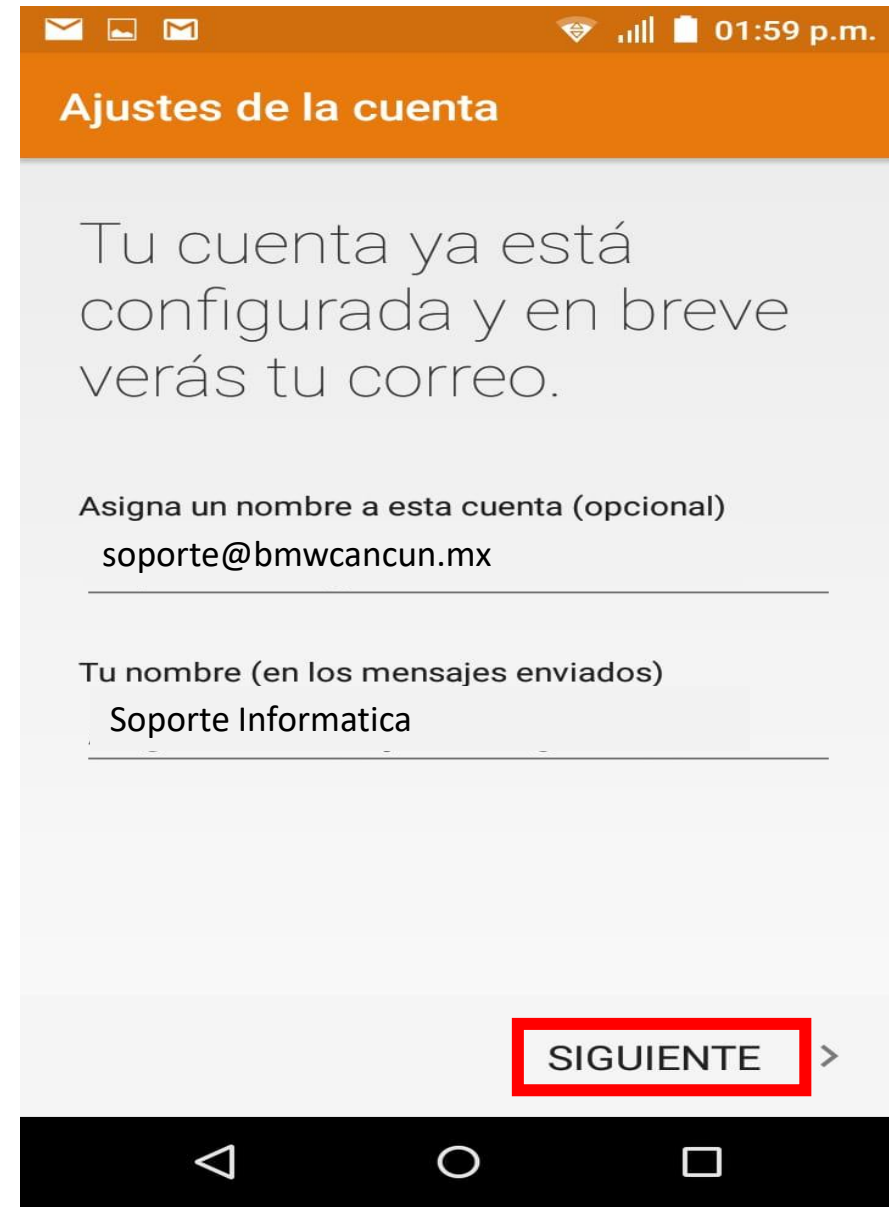 01:59 p.m.
Ajustes de la cuenta
Tu cuenta ya está
configurada y en breve
verás tu correo.
Asigna un nombre a esta cuenta (opcional)
soporte@bmwcancun.mx
Tu nombre (en los mensajes enviados)
Soporte Informatica
SIGUIENTE >